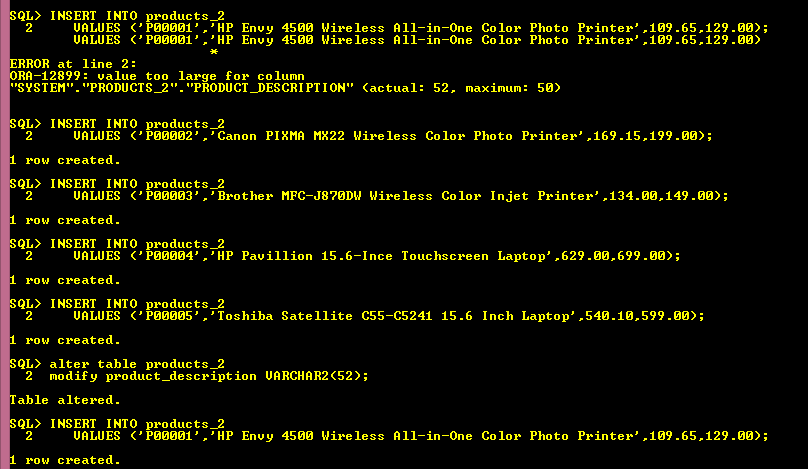 SQL> INSERT INTO products_2
  2     VALUES ('P00001','HP Envy 4500 Wireless All-in-One Color Photo Printer',109.65,129.00);
        VALUES ('P00001','HP Envy 4500 Wireless All-in-One Color Photo Printer',109.65,129.00)
                         *
ERROR at line 2:
ORA-12899: value too large for column
"SYSTEM"."PRODUCTS_2"."PRODUCT_DESCRIPTION" (actual: 52, maximum: 50)
SQL> INSERT INTO products_2
  2     VALUES ('P00002','Canon PIXMA MX22 Wireless Color Photo Printer',169.15,199.00);
1 row created.
SQL> INSERT INTO products_2
  2     VALUES ('P00003','Brother MFC-J870DW Wireless Color Injet Printer',134.00,149.00);
1 row created.
SQL> INSERT INTO products_2
  2     VALUES ('P00004','HP Pavillion 15.6-Ince Touchscreen Laptop',629.00,699.00);
1 row created.
SQL> INSERT INTO products_2
  2     VALUES ('P00005','Toshiba Satellite C55-C5241 15.6 Inch Laptop',540.10,599.00);
1 row created.
SQL> alter table products_2
  2  modify product_description VARCHAR2(52);
Table altered.
SQL> INSERT INTO products_2
  2     VALUES ('P00001','HP Envy 4500 Wireless All-in-One Color Photo Printer',109.65,129.00);
1 row created.